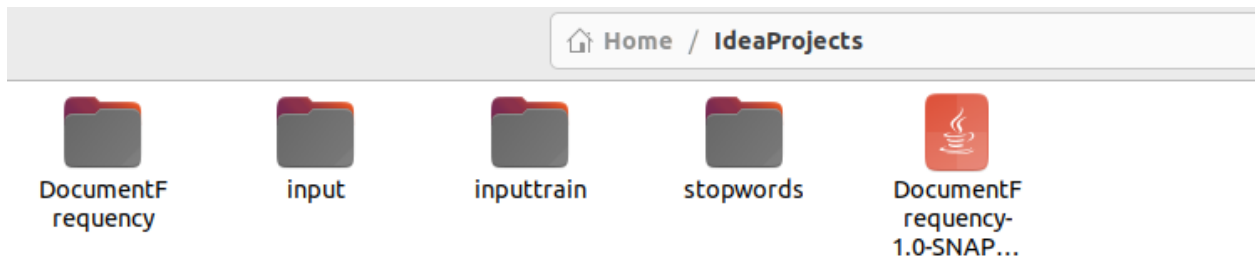 Home / IdeaProjects
DocumentF
requency
input
inputtrain
stopwords
DocumentF
requency-
1.0-SNAP...